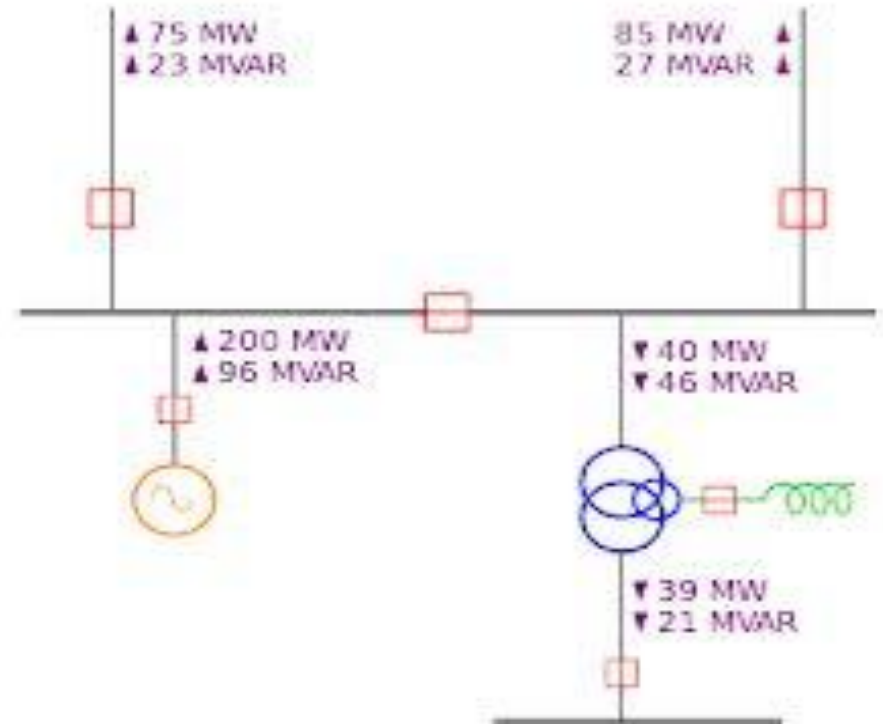 ▲ 75 MW
▲ 23 MVAR
85 MW ▲
27 MVAR ▲
▲ 200 MW
▲ 96 MVAR
▼ 40 MW
▼ 46 MVAR
▼ 39 MW
▼ 21 MVAR